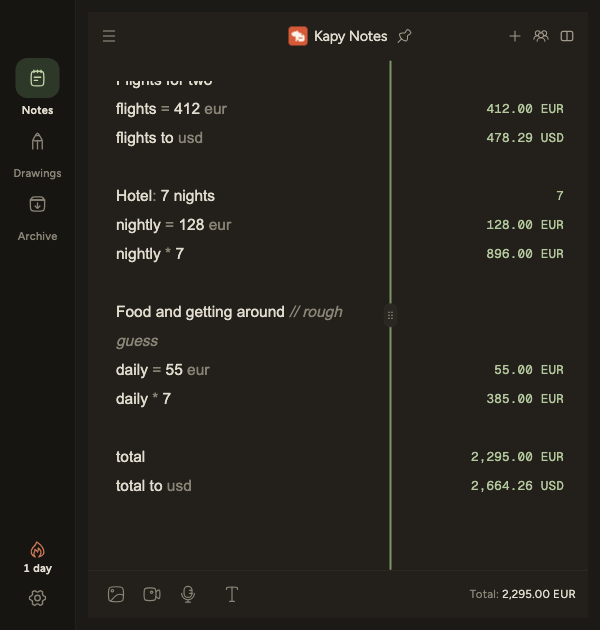 Kapy Notes
Notes
Drawings
Archive
1 day
Flights for two
flights = 412 eur 412.00 EUR
flights to usd 478.29 USD
Hotel: 7 nights 7
nightly = 128 eur 128.00 EUR
nightly * 7 896.00 EUR
Food and getting around // rough
guess
daily = 55 eur 55.00 EUR
daily * 7 385.00 EUR
total 2,295.00 EUR
total to usd 2,664.26 USD
Total: 2,295.00 EUR